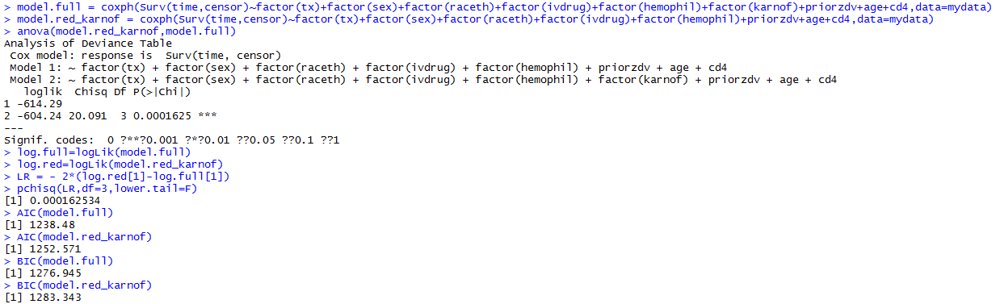 > model.full = coxph(Surv(time,censor)~factor(tx)+factor(sex)+factor(raceth)+factor(ivdrug)+factor(hemophil)+factor(karnof)+priorzdv+age+cd4,data=mydata)
> model.red_karnof = coxph(Surv(time,censor)~factor(tx)+factor(sex)+factor(raceth)+factor(ivdrug)+factor(hemophil)+priorzdv+age+cd4,data=mydata)
> anova(model.red_karnof,model.full)
Analysis of Deviance Table
 Cox model: response is  Surv(time, censor)
 Model 1: ~ factor(tx) + factor(sex) + factor(raceth) + factor(ivdrug) + factor(hemophil) + priorzdv + age + cd4
 Model 2: ~ factor(tx) + factor(sex) + factor(raceth) + factor(ivdrug) + factor(hemophil) + factor(karnof) + priorzdv + age + cd4
   loglik  Chisq Df P(>|Chi|)
1 -614.29
2 -604.24 20.091  3 0.0001625 ***
---
Signif. codes:  0 ?**?0.001 ?*?0.01 ??0.05 ??0.1 ??1
> log.full=logLik(model.full)
> log.red=logLik(model.red_karnof)
> LR = - 2*(log.red[1]-log.full[1])
> pchisq(LR,df=3,lower.tail=F)
[1] 0.000162534
> AIC(model.full)
[1] 1238.48
> AIC(model.red_karnof)
[1] 1252.571
> BIC(model.full)
[1] 1276.945
> BIC(model.red_karnof)
[1] 1283.343